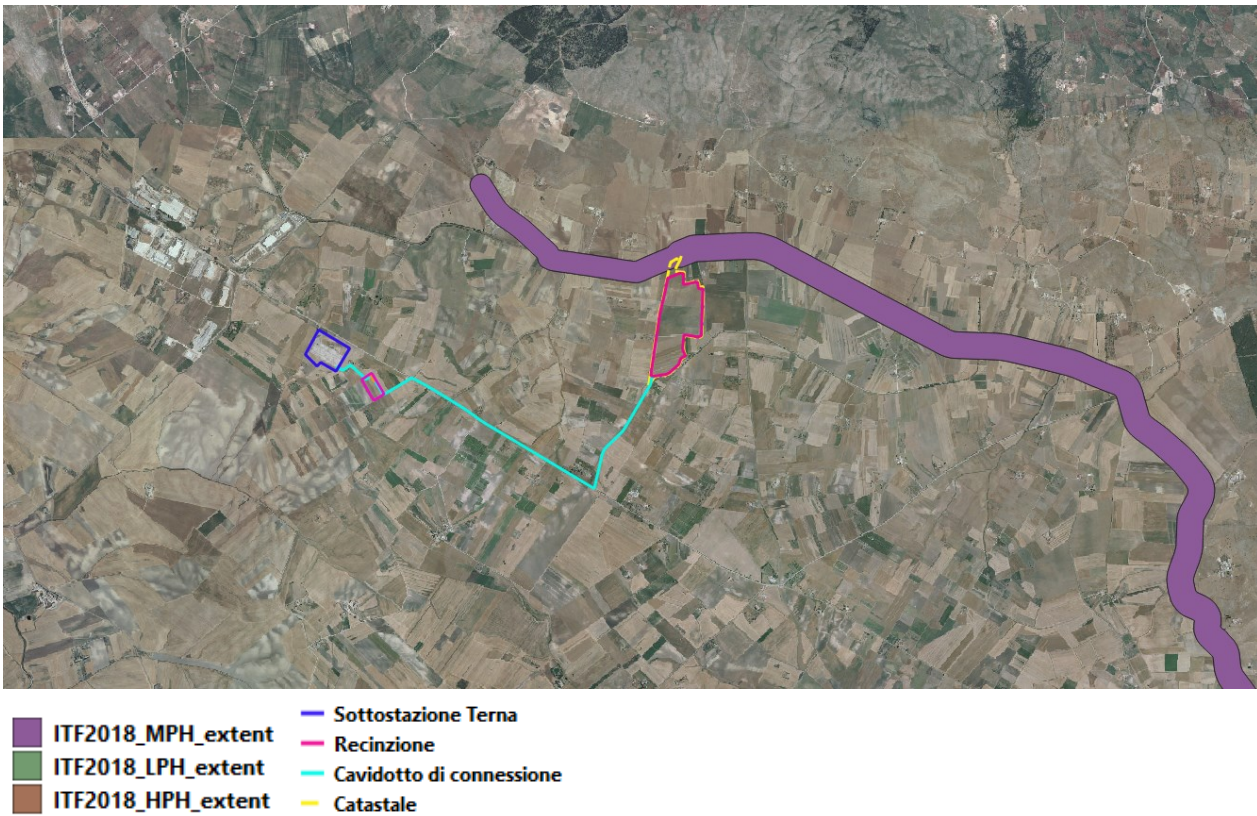 ITF2018_MPH_extent
ITF2018_LPH_extent
ITF2018_HPH_extent
Sottostazione Terna
Recinzione
Cavidotto di connessione
Catastale